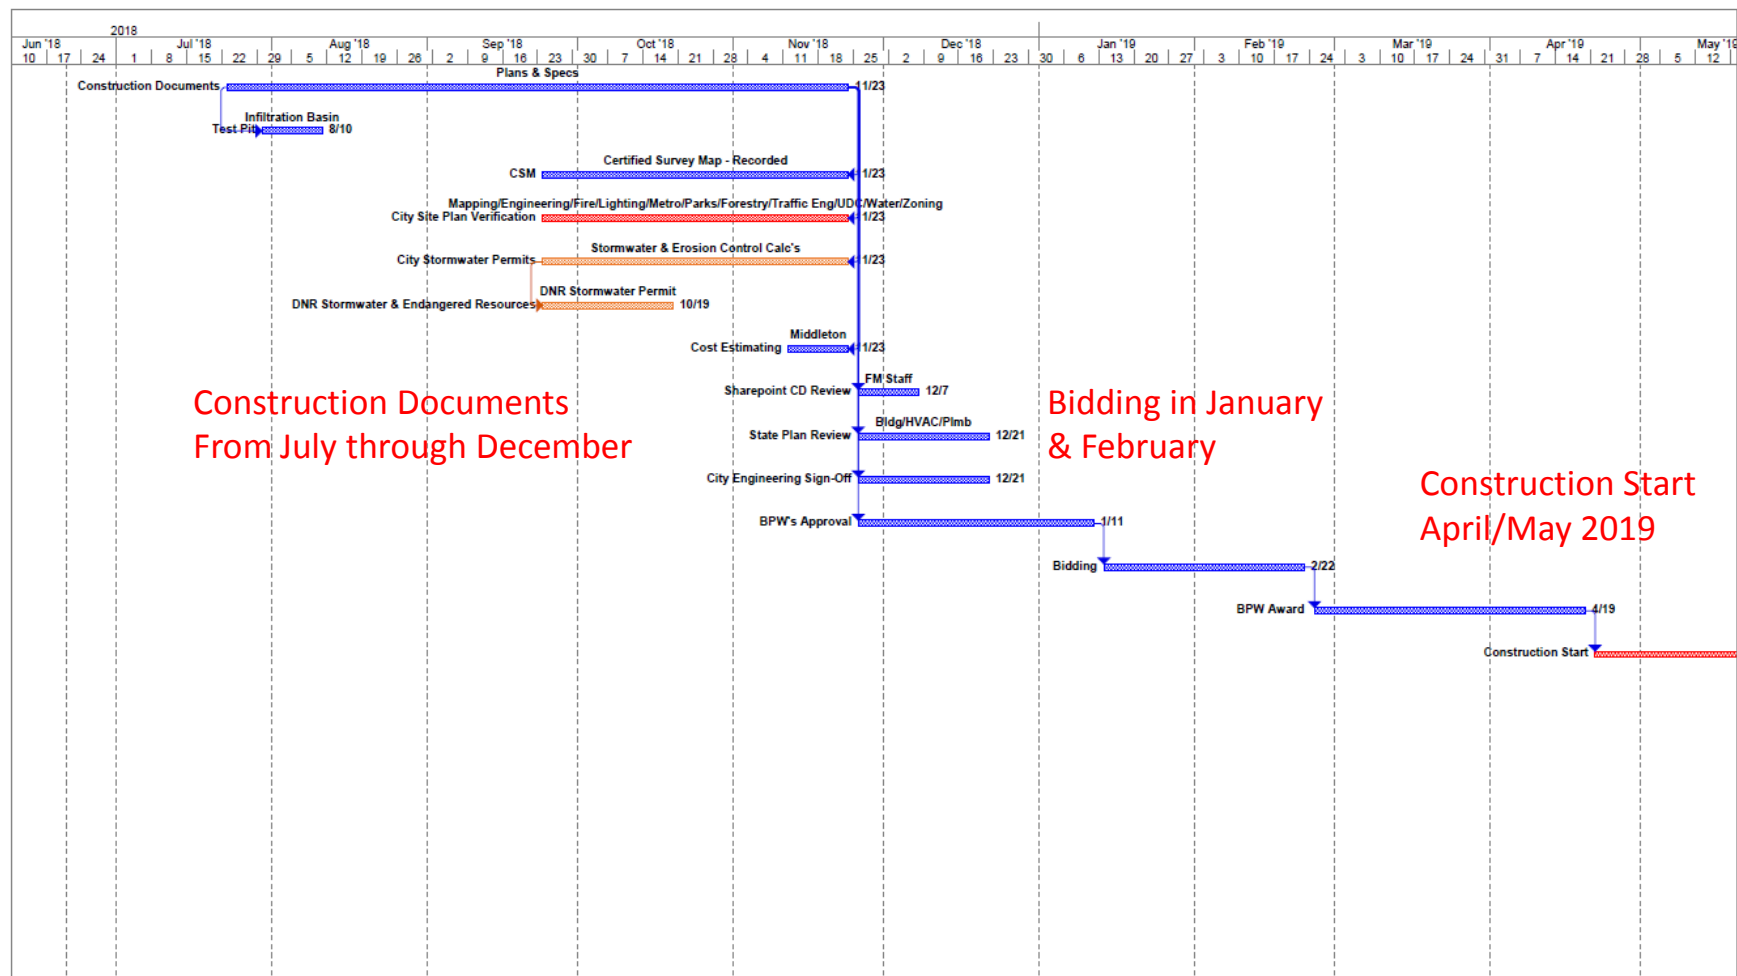 2018
Jun '18 Jul '18 Aug '18 Sep '18 Oct '18 Nov '18 Dec '18 Jan '19 Feb '19 Mar '19 Apr '19 May '19
10 17 24 1 8 15 22 29 5 12 19 26 2 9 16 23 30 7 14 21 28 4 11 18 25 2 9 16 23 30 6 13 20 27 3 10 17 24 3 10 17 24 31 7 14 21 28 5 12
Plans & Specs
Construction Documents 11/23
Infiltration Basin
Test Pit 8/10
Certified Survey Map - Recorded
CSM 11/23
Mapping/Engineering/Fire/Lighting/Metro/Parks/Forestry/Traffic Eng/UDC/Water/Zoning
City Site Plan Verification 11/23
Stormwater & Erosion Control Calc's
City Stormwater Permits 11/23
DNR Stormwater Permit
DNR Stormwater & Endangered Resources 10/19
Middleton
Cost Estimating 11/23
FM Staff
Sharepoint CD Review 12/7
Construction Documents
From July through December
Bidding in January
& February
Bldg/HVAC/Plmb
State Plan Review 12/21
City Engineering Sign-Off 12/21
Construction Start
April/May 2019
BPW's Approval 1/11
Bidding 2/22
BPW Award 4/19
Construction Start